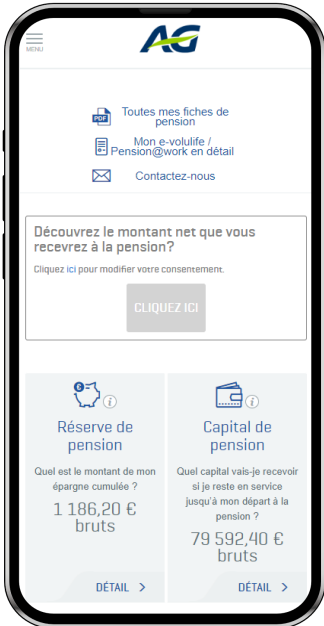 MENU
AG
PDF
Toutes mes fiches de
pension
Mon e-volulife /
Pension@work en détail
Contactez-nous
Découvrez le montant net que vous
recevrez à la pension?
Cliquez ici pour modifier votre consentement.
CLIQUEZ ICI
€
i
Réserve de
pension
Quel est le montant de mon
épargne cumulée ?
1 186,20 €
bruts
DÉTAIL >
i
Capital de
pension
Quel capital vais-je recevoir
si je reste en service
jusqu'à mon départ à la
pension ?
79 592,40 €
bruts
DÉTAIL >